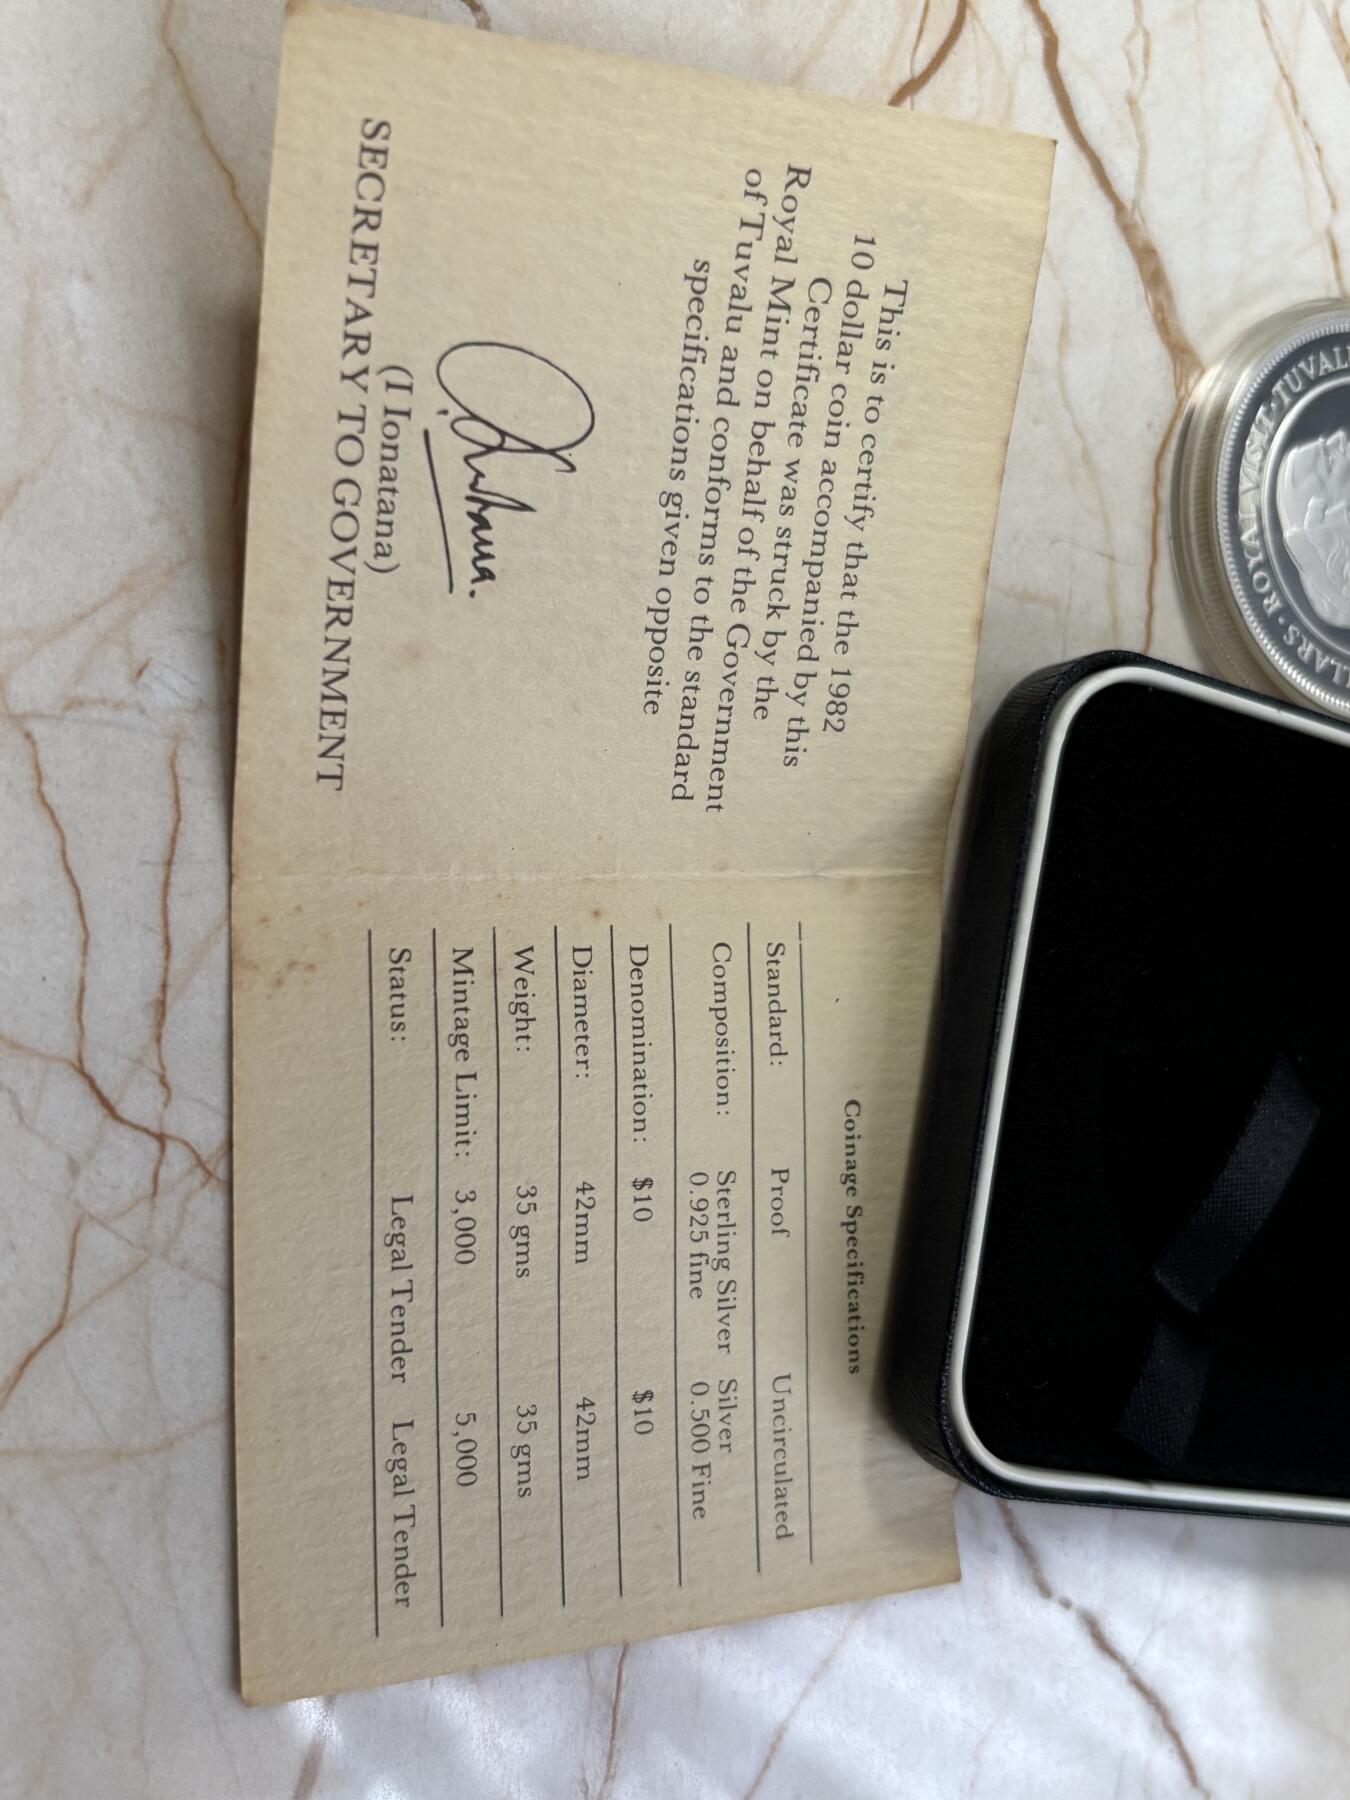 This is to certify that the 1982
10 dollar coin accompanied by this
Certificate was struck by the
Royal Mint on behalf of the Government
of Tuvalu and conforms to the standard
specifications given opposite
(I Ionatana)
SECRETARY TO GOVERNMENT
Coinage Specifications
Standard: Proof Uncirculated
Composition: Sterling Silver Silver
0.925 fine 0.500 Fine
Denomination: $10 $10
Diameter: 42mm 42mm
Weight: 35 gms 35 gms
Mintage Limit: 3,000 5,000
Status: Legal Tender Legal Tender
ROYAL VISIT · TUVALU